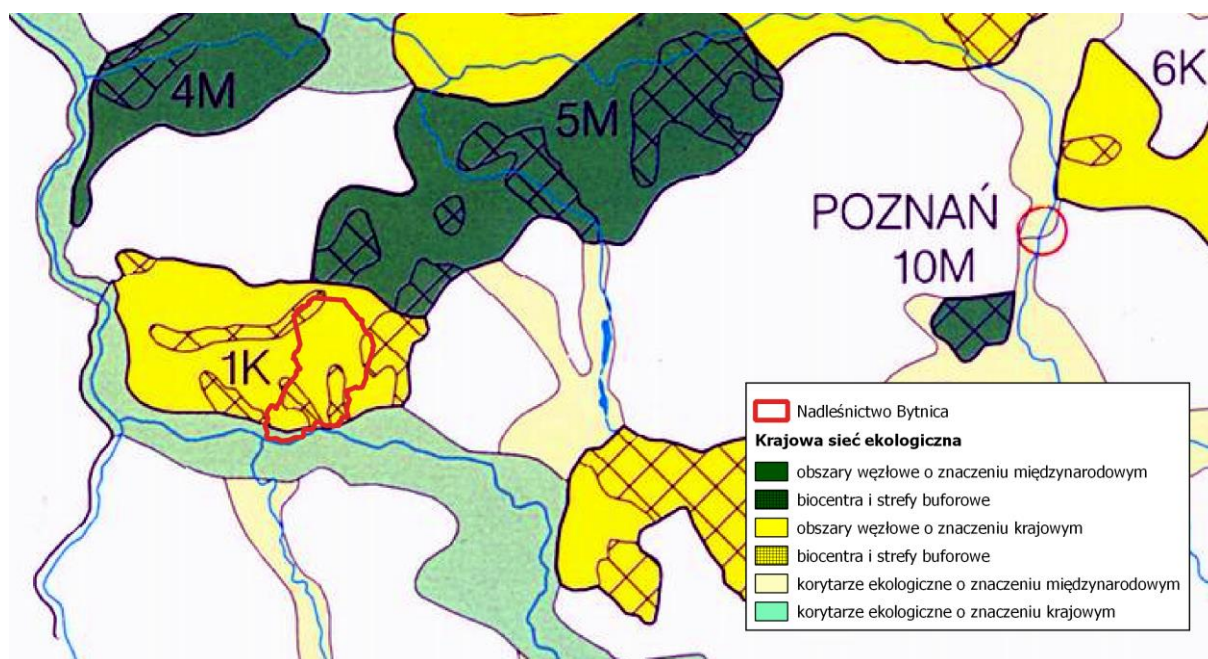 4M
5M
6K
POZNAŃ
10M
1K
Nadleśnictwo Bytnica
Krajowa sieć ekologiczna
obszary węzłowe o znaczeniu międzynarodowym
biocentra i strefy buforowe
obszary węzłowe o znaczeniu krajowym
biocentra i strefy buforowe
korytarze ekologiczne o znaczeniu międzynarodowym
korytarze ekologiczne o znaczeniu krajowym